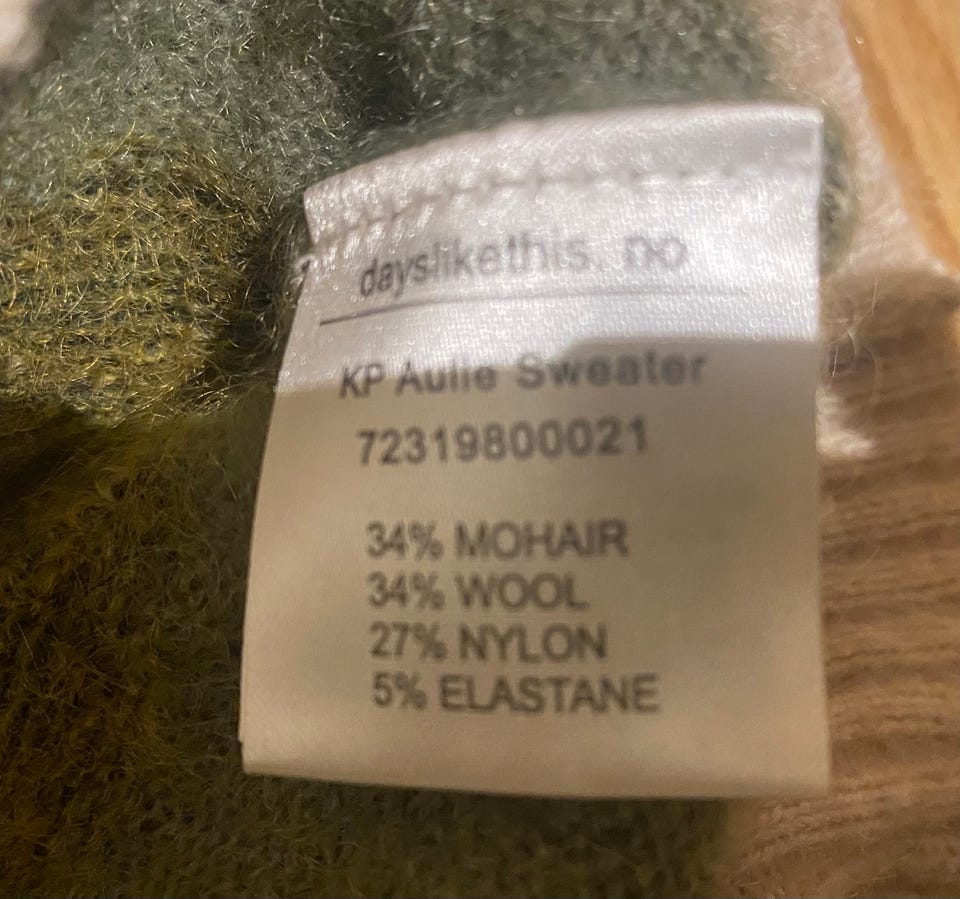 dayslikethis.no
KP Aulie Sweater
72319800021
34% MOHAIR
34% WOOL
27% NYLON
5% ELASTANE